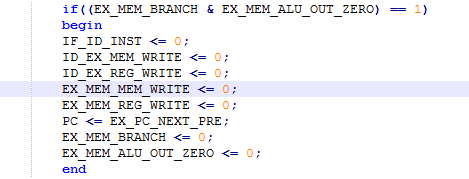 if((EX_MEM_BRANCH & EX_MEM_ALU_OUT_ZERO) == 1)
begin
IF_ID_INST <= 0;
ID_EX_MEM_WRITE <= 0;
ID_EX_REG_WRITE <= 0;
EX_MEM_MEM_WRITE <= 0;
EX_MEM_REG_WRITE <= 0;
PC <= EX_PC_NEXT_PRE;
EX_MEM_BRANCH <= 0;
EX_MEM_ALU_OUT_ZERO <= 0;
end